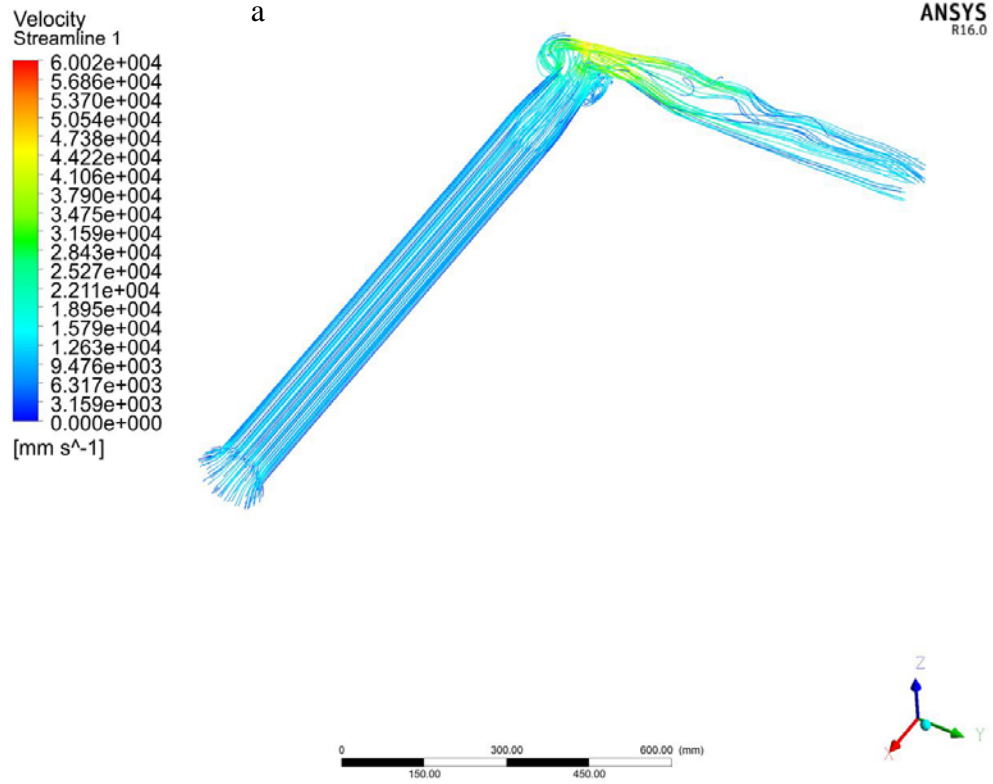 a
Velocity
Streamline 1
6.002e+004
5.686e+004
5.370e+004
5.054e+004
4.738e+004
4.422e+004
4.106e+004
3.790e+004
3.475e+004
3.159e+004
2.843e+004
2.527e+004
2.211e+004
1.895e+004
1.579e+004
1.263e+004
9.476e+003
6.317e+003
3.159e+003
0.000e+000
[mm s^-1]
ANSYS
R16.0
Z
Y
X
0 300.00 600.00 (mm)
150.00 450.00